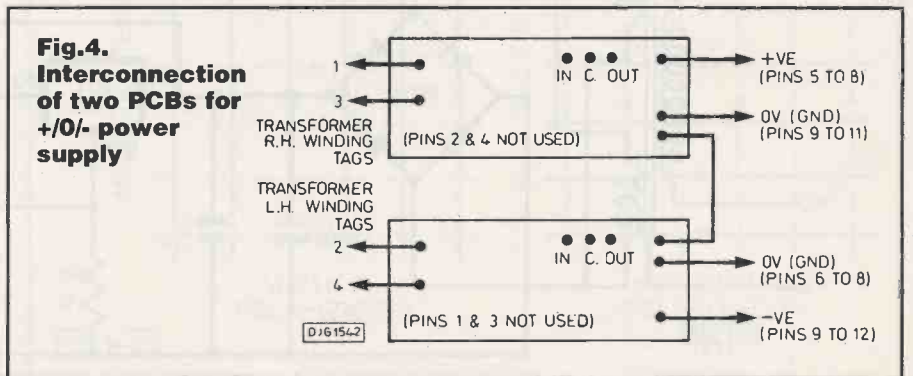 Fig.4.
Interconnection
of two PCBs for
+/0/- power
supply
1
3
TRANSFORMER
R.H. WINDING
TAGS
(PINS 2 & 4 NOT USED)
IN C. OUT
+VE
(PINS 5 TO 8)
0V (GND)
(PINS 9 TO 11)
TRANSFORMER
L.H. WINDING
TAGS
2
4
(PINS 1 & 3 NOT USED)
IN C. OUT
0V (GND)
(PINS 6 TO 8)
-VE
(PINS 9 TO 12)
DJG1542